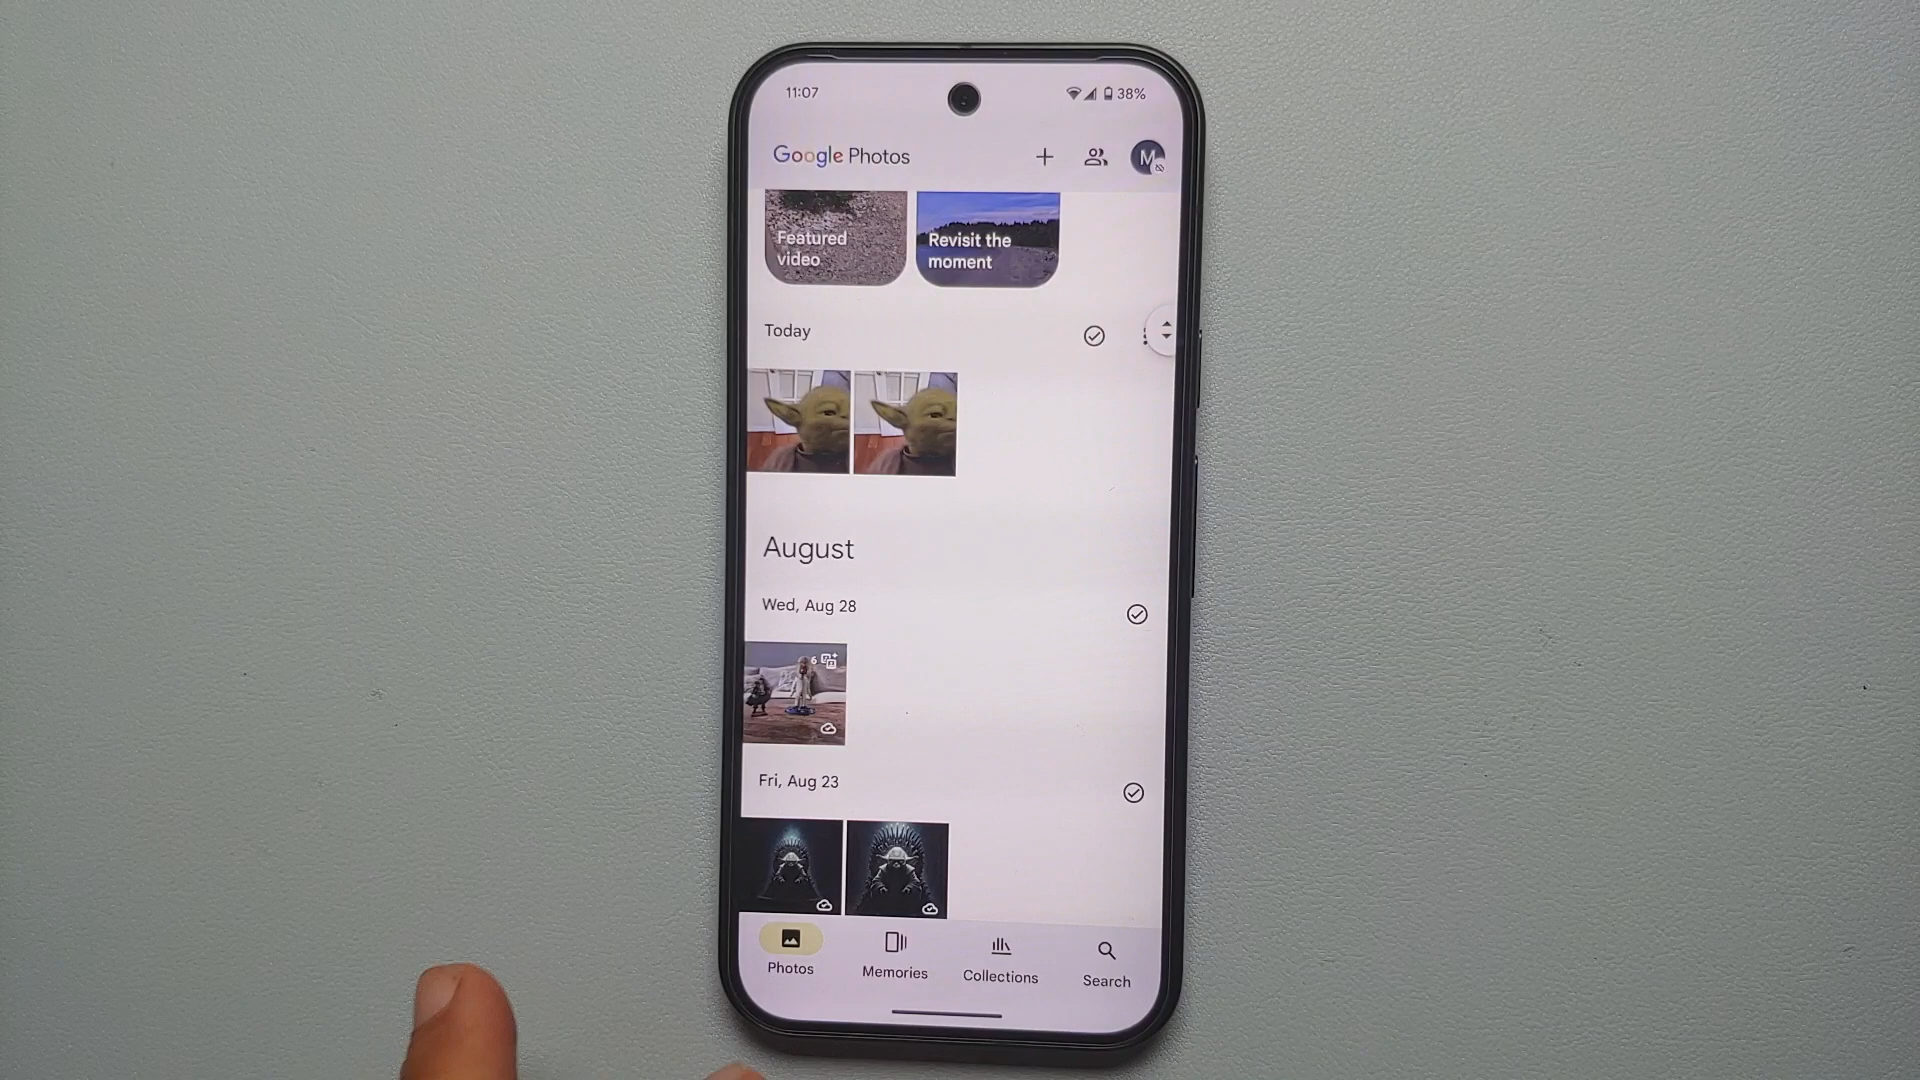 11:07
38%
Google Photos
M
Featured
video
Revisit the
moment
Today
August
Wed, Aug 28
6
Fri, Aug 23
Photos
Memories
Collections
Search